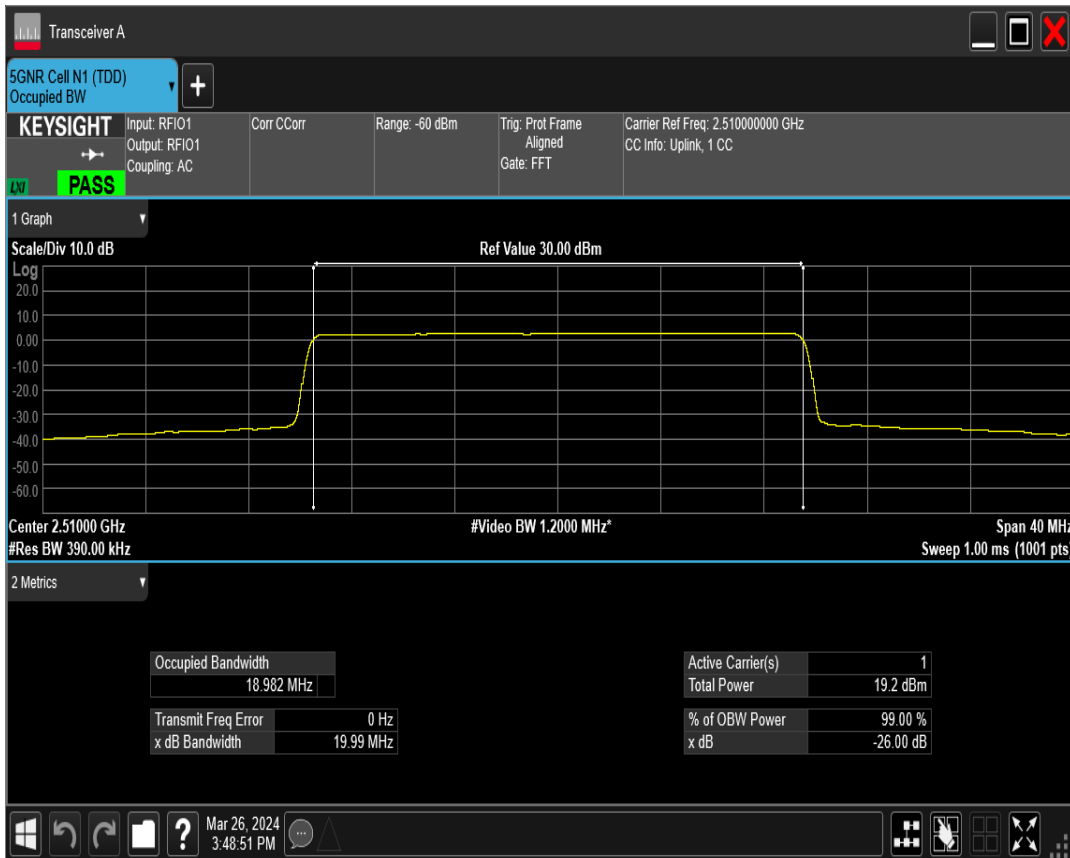 Transceiver A
5GNR Cell N1 (TDD)
Occupied BW
+
KEYSIGHT
LXI
PASS
Input: RFIO1
Output: RFIO1
Coupling: AC
Corr CCorr
Range: -60 dBm
Trig: Prot Frame
Aligned
Gate: FFT
Carrier Ref Freq: 2.510000000 GHz
CC Info: Uplink, 1 CC
1 Graph
Scale/Div 10.0 dB
Ref Value 30.00 dBm
Log
20.0
10.0
0.00
-10.0
-20.0
-30.0
-40.0
-50.0
-60.0
Center 2.51000 GHz
#Video BW 1.2000 MHz*
Span 40 MHz
#Res BW 390.00 kHz
Sweep 1.00 ms (1001 pts)
2 Metrics
Occupied Bandwidth
18.982 MHz
Transmit Freq Error 0 Hz
x dB Bandwidth 19.99 MHz
Active Carrier(s) 1
Total Power 19.2 dBm
% of OBW Power 99.00 %
x dB -26.00 dB
?
Mar 26, 2024
3:48:51 PM